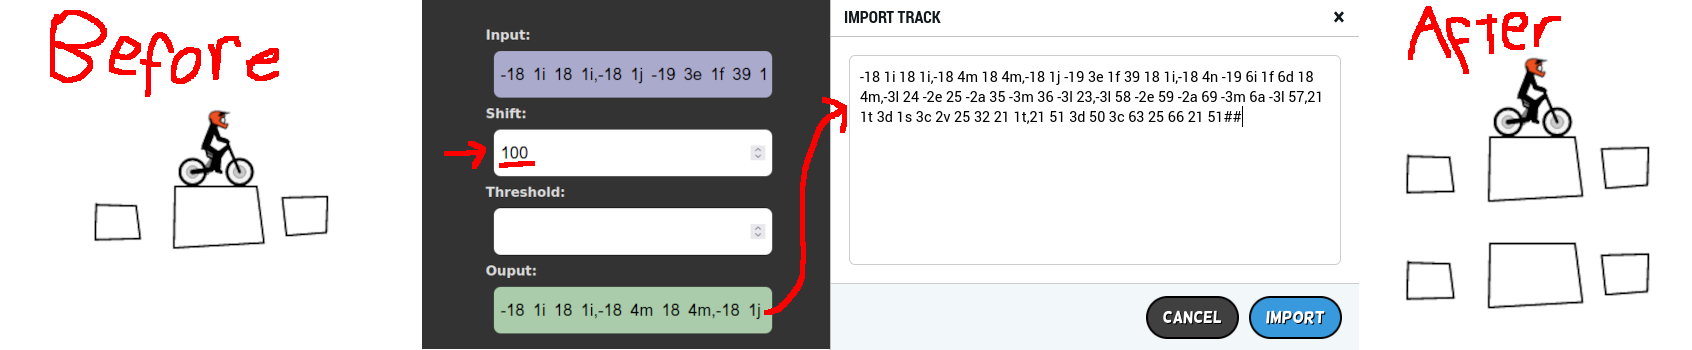 Before
Input:
-18 1i 18 1i,-18 1j -19 3e 1f 39 1
Shift:
100
Threshold:
Ouput:
-18 1i 18 1i,-18 4m 18 4m,-18 1j
IMPORT TRACK
×
-18 1i 18 1i,-18 4m 18 4m,-18 1j -19 3e 1f 39 18 1i,-18 4n -19 6i 1f 6d 18
4m,-3l 24 -2e 25 -2a 35 -3m 36 -3l 23,-3l 58 -2e 59 -2a 69 -3m 6a -3l 57,21
1t 3d 1s 3c 2v 25 32 21 1t,21 51 3d 50 3c 63 25 66 21 51##
CANCEL
IMPORT
After